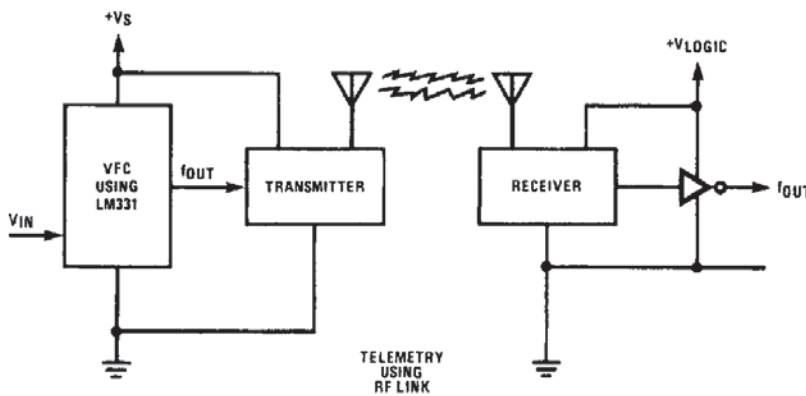 +VS
+VLOGIC
VFC
USING
LM331
fOUT
TRANSMITTER
RECEIVER
fOUT
VIN
TELEMETRY
USING
RF LINK